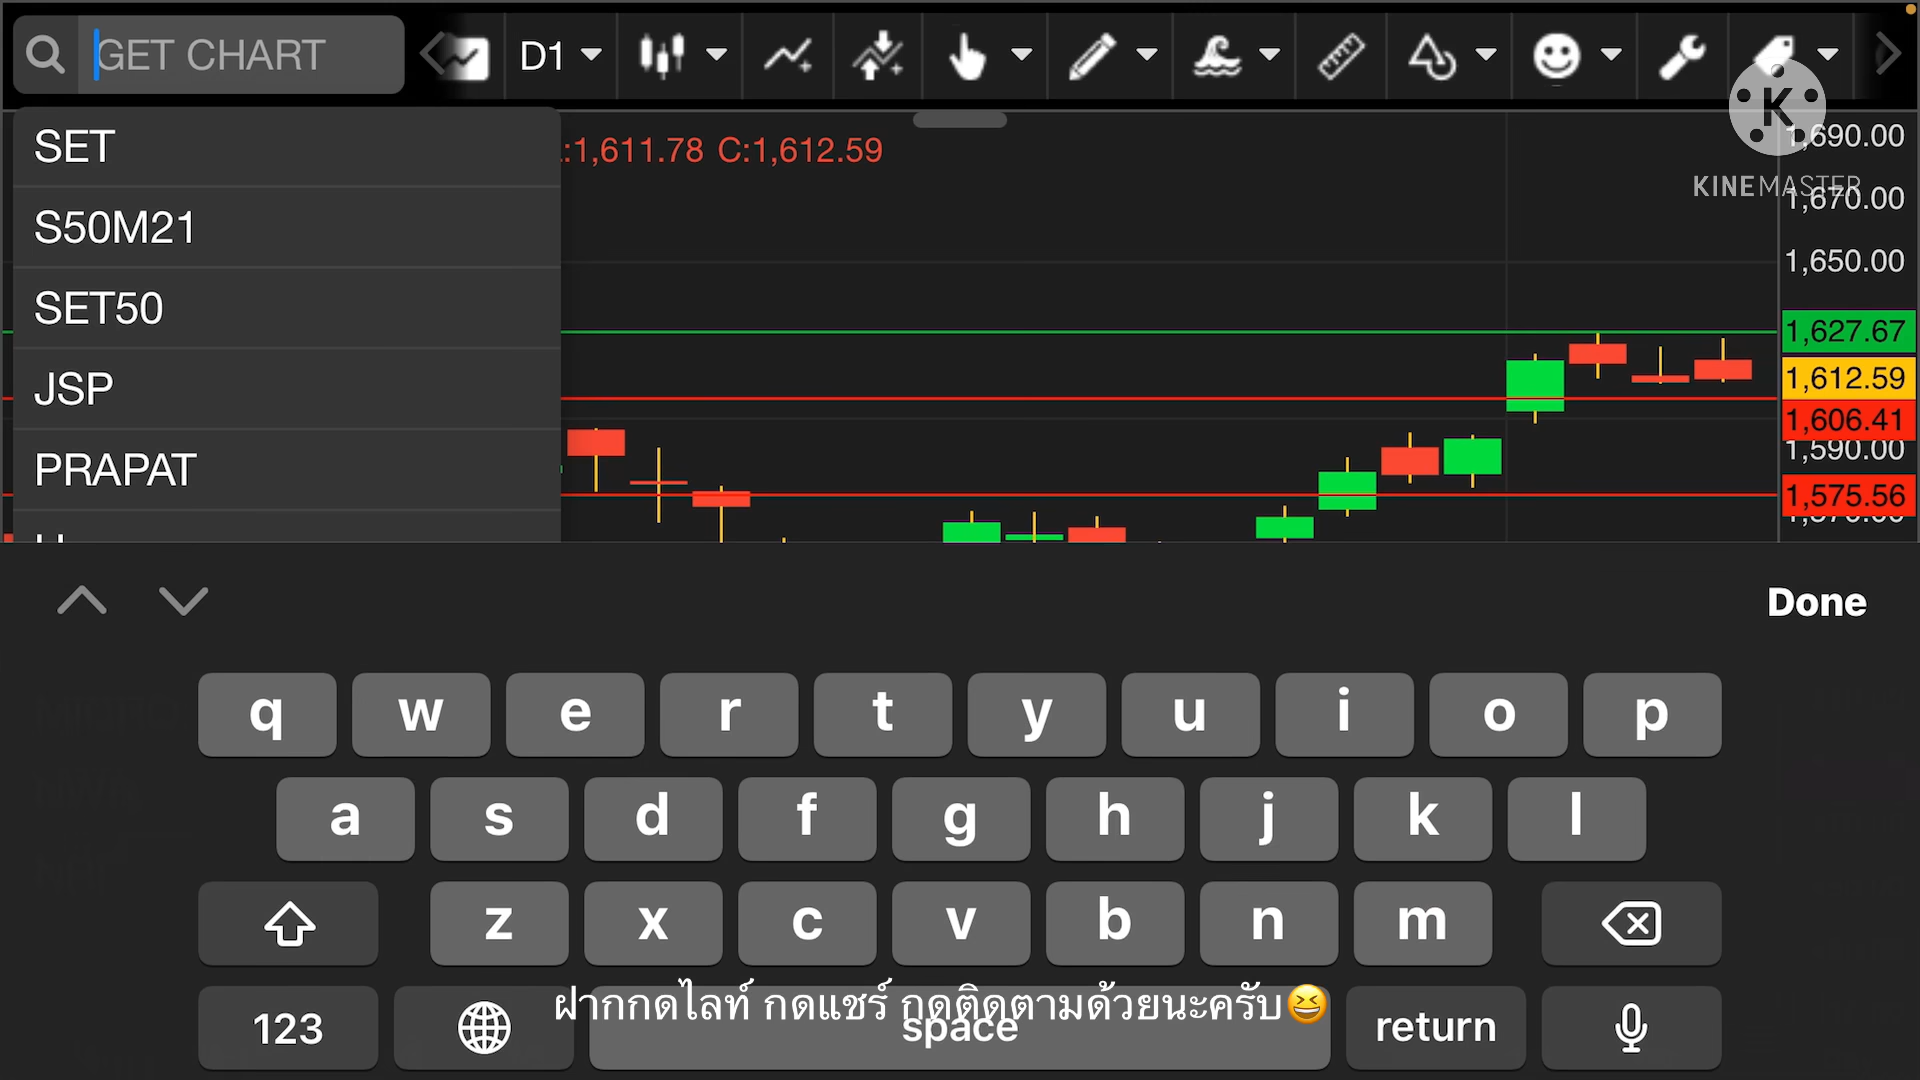 GET CHART
D1
SET
S50M21
SET50
JSP
PRAPAT
:1,611.78 C:1,612.59
K
KINEMASTER
1,690.00
1,670.00
1,650.00
1,627.67
1,612.59
1,606.41
1,590.00
1,575.56
Done
q w e r t y u i o p
a s d f g h j k l
z x c v b n m
ฝากกดไลท์ กดแชร์ กดติดตามด้วยนะครับ😆
123 space return